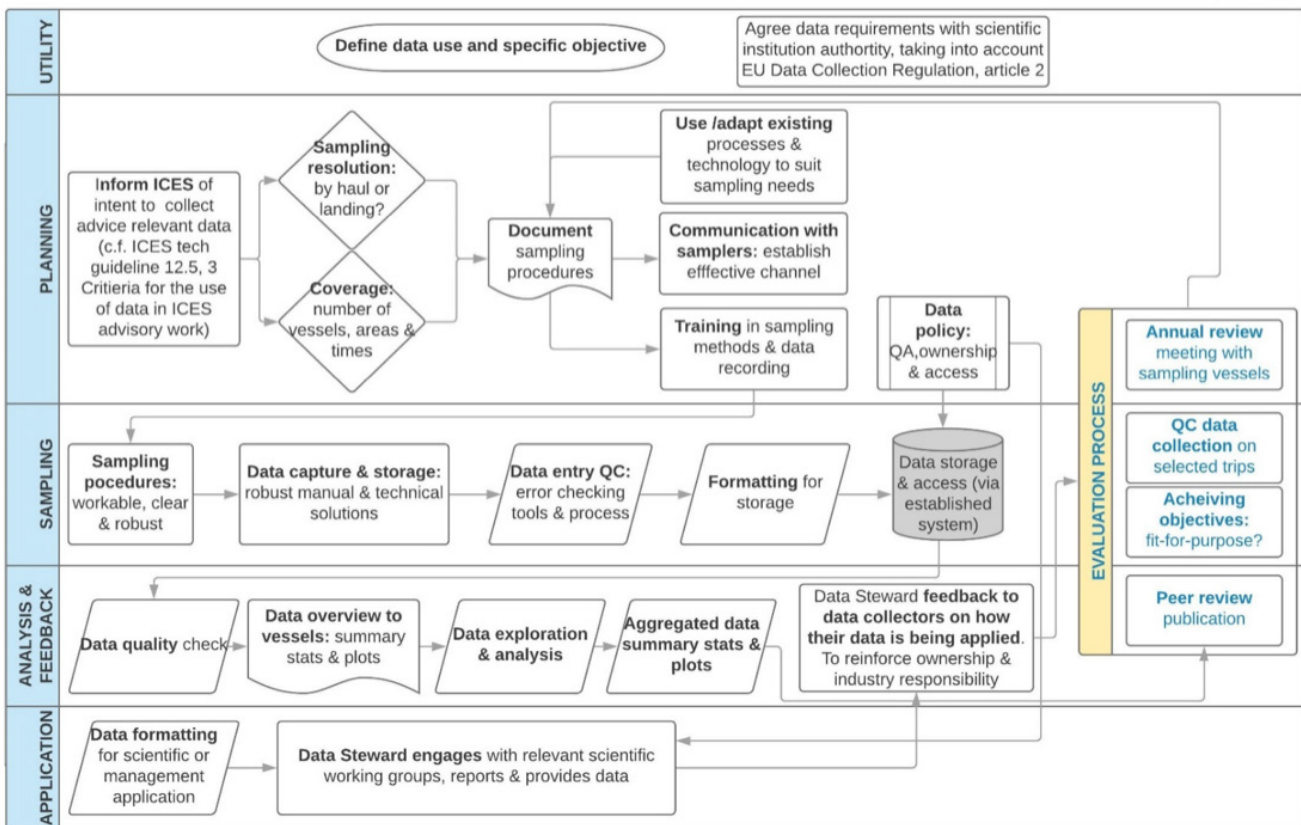 UTILITY
Define data use and specific objective
Agree data requirements with scientific
institution authortity, taking into account
EU Data Collection Regulation, article 2
PLANNING
Inform ICES of
intent to collect
advice relevant data
(c.f. ICES tech
guideline 12.5, 3
Critieria for the use
of data in ICES
advisory work)
Sampling
resolution:
by haul or
landing?
Coverage:
number of
vessels, areas &
times
Document
sampling
procedures
Use /adapt existing
processes &
technology to suit
sampling needs
Communication with
samplers: establish
efffective channel
Training in sampling
methods & data
recording
Data
policy:
QA,ownership
& access
EVALUATION PROCESS
Annual review
meeting with
sampling vessels
QC data
collection on
selected trips
Acheiving
objectives:
fit-for-purpose?
Peer review
publication
SAMPLING
Sampling
pocedures:
workable, clear
& robust
Data capture & storage:
robust manual & technical
solutions
Data entry QC:
error checking
tools & process
Formatting for
storage
Data storage
& access (via
established
system)
ANALYSIS &
FEEDBACK
Data quality check
Data overview to
vessels: summary
stats & plots
Data exploration
& analysis
Aggregated data
summary stats &
plots
Data Steward feedback to
data collectors on how
their data is being applied.
To reinforce ownership &
industry responsibility
APPLICATION
Data formatting
for scientific or
management
application
Data Steward engages with relevant scientific
working groups, reports & provides data